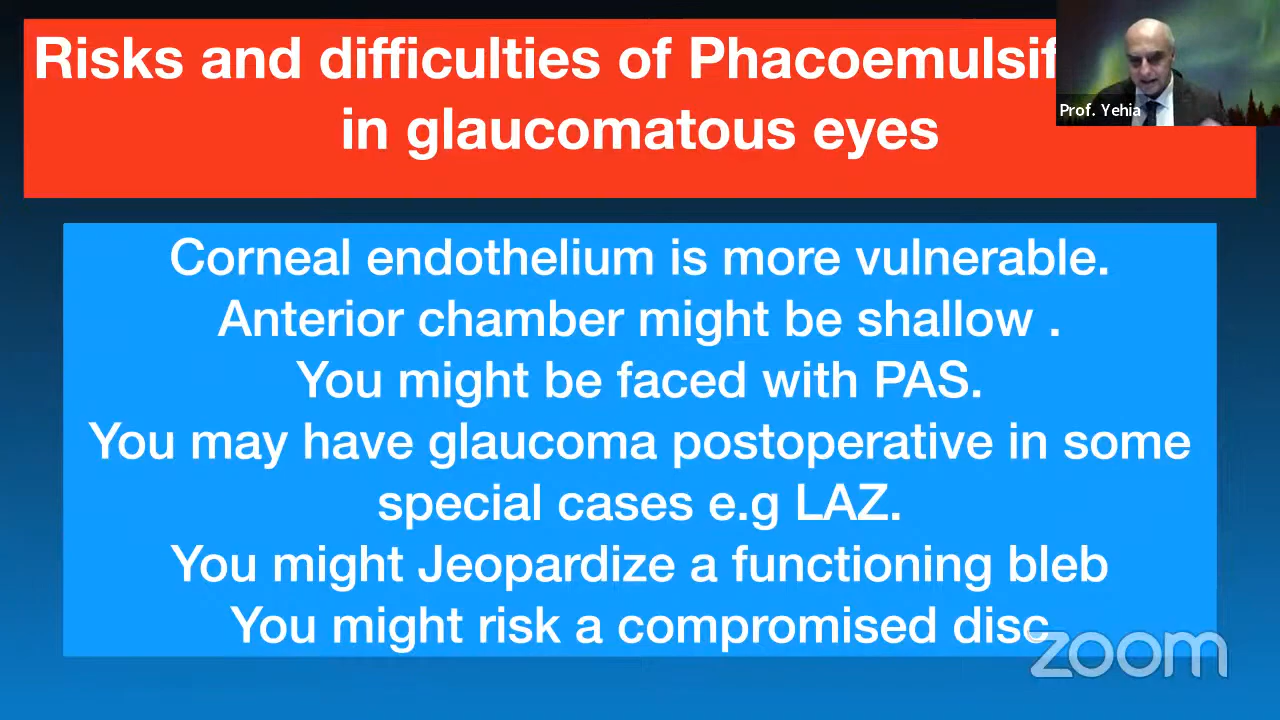 Risks and difficulties of Phacoemulsif
in glaucomatous eyes
Prof. Yehia
Corneal endothelium is more vulnerable.
Anterior chamber might be shallow .
You might be faced with PAS.
You may have glaucoma postoperative in some
special cases e.g LAZ.
You might Jeopardize a functioning bleb
You might risk a compromised disc
zoom